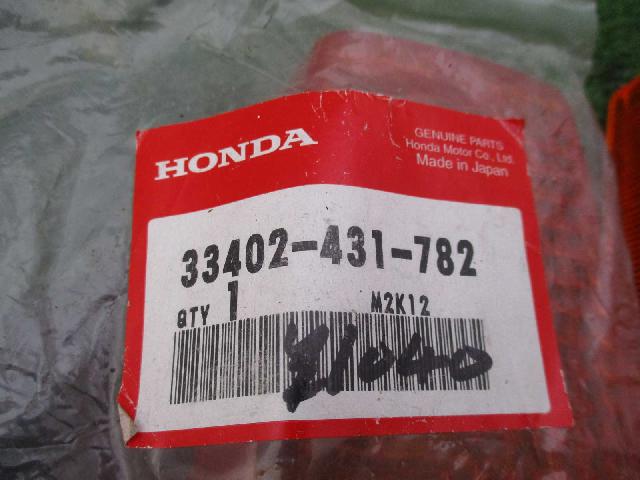 HONDA
GENUINE PARTS
Honda Motor Co., Ltd.
Made in Japan
33402-431-782
QTY 1 M2K12
¥1040